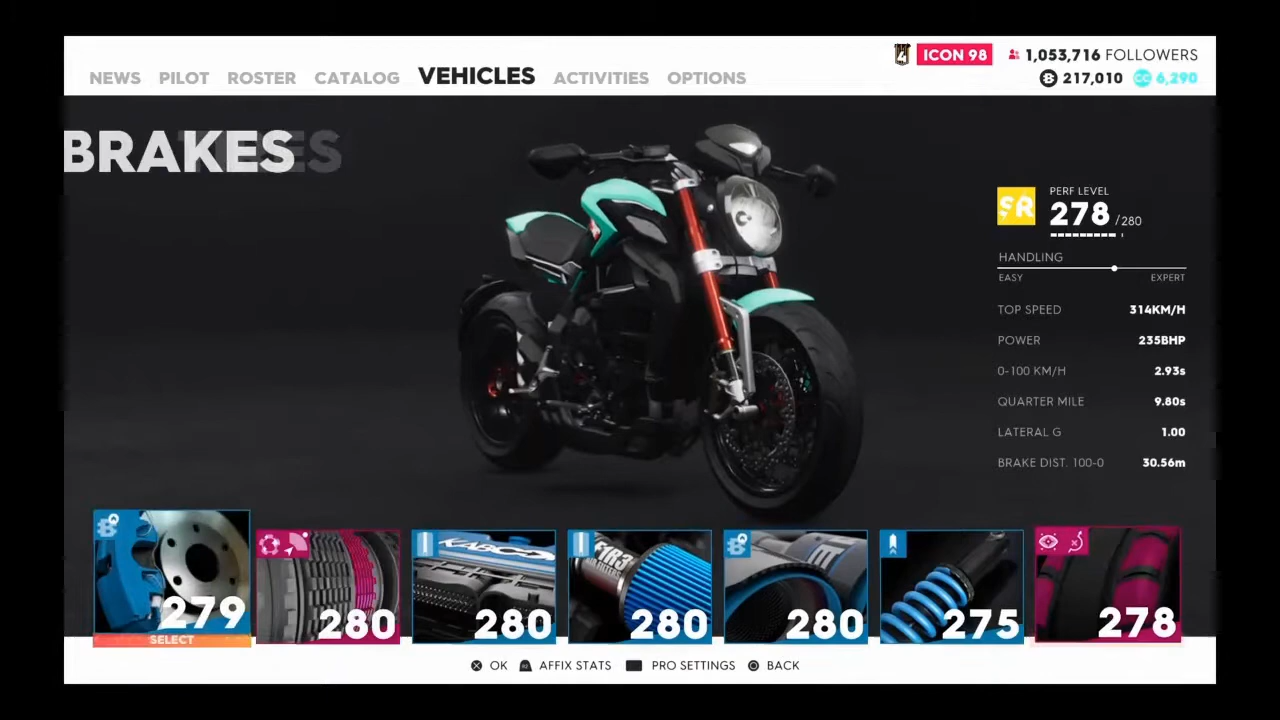 ICON 98 1,053,716 FOLLOWERS
NEWS PILOT ROSTER CATALOG VEHICLES ACTIVITIES OPTIONS
217,010 CC 6,290
BRAKES
SR
PERF LEVEL
278 /280
HANDLING
EASY EXPERT
TOP SPEED 314KM/H
POWER 235BHP
0-100 KM/H 2.93s
QUARTER MILE 9.80s
LATERAL G 1.00
BRAKE DIST. 100-0 30.56m
279 280 280 280 280 275 278
SELECT
OK AFFIX STATS PRO SETTINGS BACK